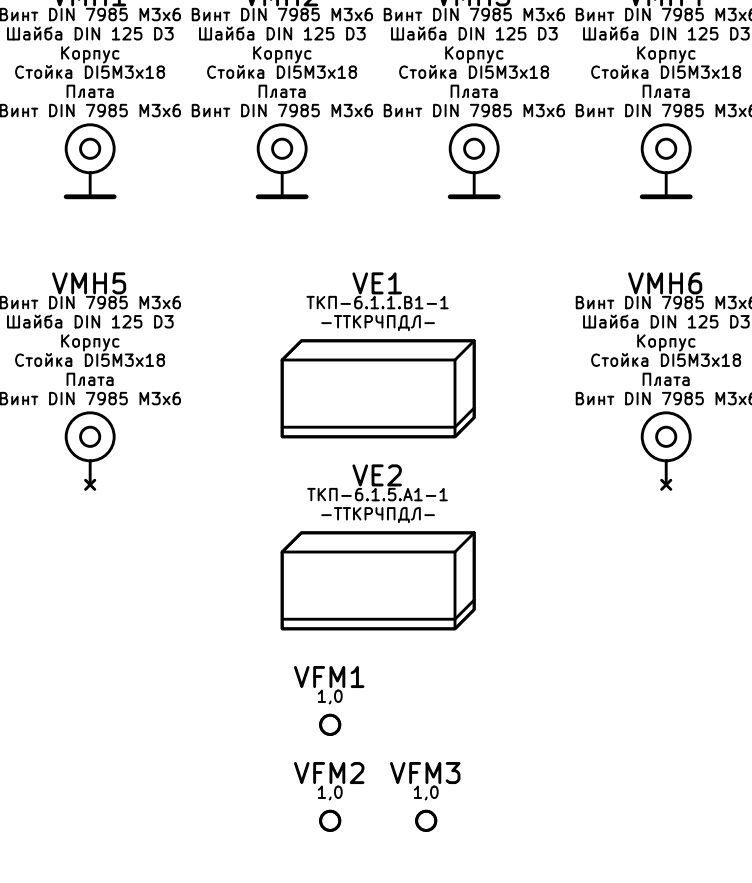 VMH1 VMH2 VMH3 VMH4
Винт DIN 7985 M3x6 Винт DIN 7985 M3x6 Винт DIN 7985 M3x6 Винт DIN 7985 M3x6
Шайба DIN 125 D3 Шайба DIN 125 D3 Шайба DIN 125 D3 Шайба DIN 125 D3
Корпус Корпус Корпус Корпус
Стойка DI5M3x18 Стойка DI5M3x18 Стойка DI5M3x18 Стойка DI5M3x18
Плата Плата Плата Плата
Винт DIN 7985 M3x6 Винт DIN 7985 M3x6 Винт DIN 7985 M3x6 Винт DIN 7985 M3x6
VMH5
Винт DIN 7985 M3x6
Шайба DIN 125 D3
Корпус
Стойка DI5M3x18
Плата
Винт DIN 7985 M3x6
VE1
ТКП-6.1.1.В1-1
-ТТКРЧПДЛ-
VMH6
Винт DIN 7985 M3x6
Шайба DIN 125 D3
Корпус
Стойка DI5M3x18
Плата
Винт DIN 7985 M3x6
VE2
ТКП-6.1.5.А1-1
-ТТКРЧПДЛ-
VFM1
1,0
VFM2 VFM3
1,0 1,0